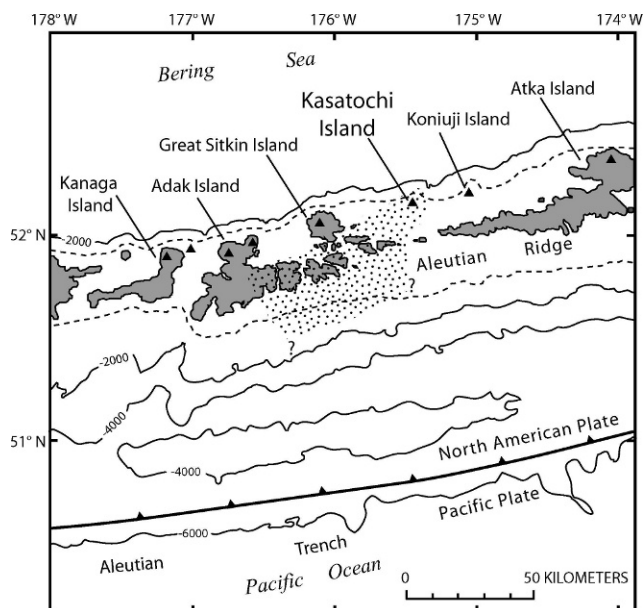 178° W
177°
176°
175°
174° W
Bering Sea
Atka Island
Kasatochi
Island
Koniuji Island
Great Sitkin Island
Kanaga
Island
Adak Island
52° N
-2000
Aleutian Ridge
?
?
-2000
-4000
51° N
-4000
North American Plate
Pacific Plate
-6000
Aleutian Trench
Pacific Ocean
0 50 KILOMETERS